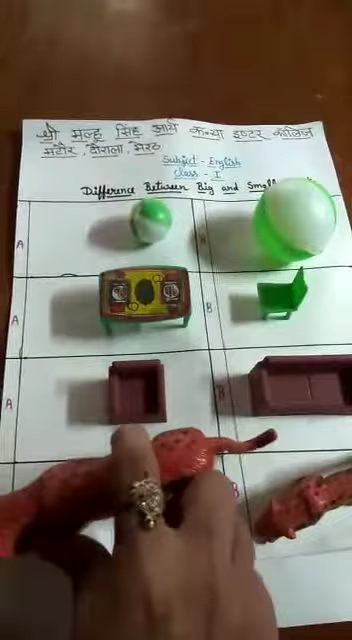 श्री मल्हू सिंह आर्य कन्या इण्टर कॉलिज
मटौर, दौराला, मेरठ
Subject - English
Class - I
Difference Between Big and Small
A
A
B
A
B
B